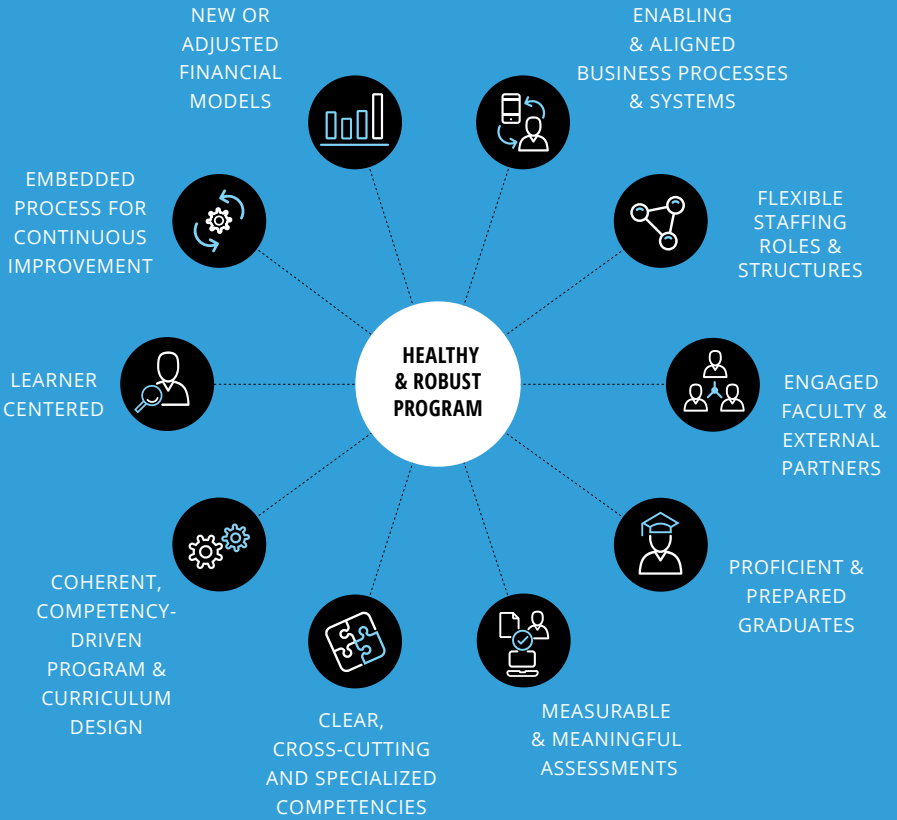 NEW OR
ADJUSTED
FINANCIAL
MODELS
ENABLING
& ALIGNED
BUSINESS PROCESSES
& SYSTEMS
EMBEDDED
PROCESS FOR
CONTINUOUS
IMPROVEMENT
FLEXIBLE
STAFFING
ROLES &
STRUCTURES
HEALTHY
& ROBUST
PROGRAM
LEARNER
CENTERED
ENGAGED
FACULTY &
EXTERNAL
PARTNERS
COHERENT,
COMPETENCY-
DRIVEN
PROGRAM &
CURRICULUM
DESIGN
PROFICIENT &
PREPARED
GRADUATES
CLEAR,
CROSS-CUTTING
AND SPECIALIZED
COMPETENCIES
MEASURABLE
& MEANINGFUL
ASSESSMENTS